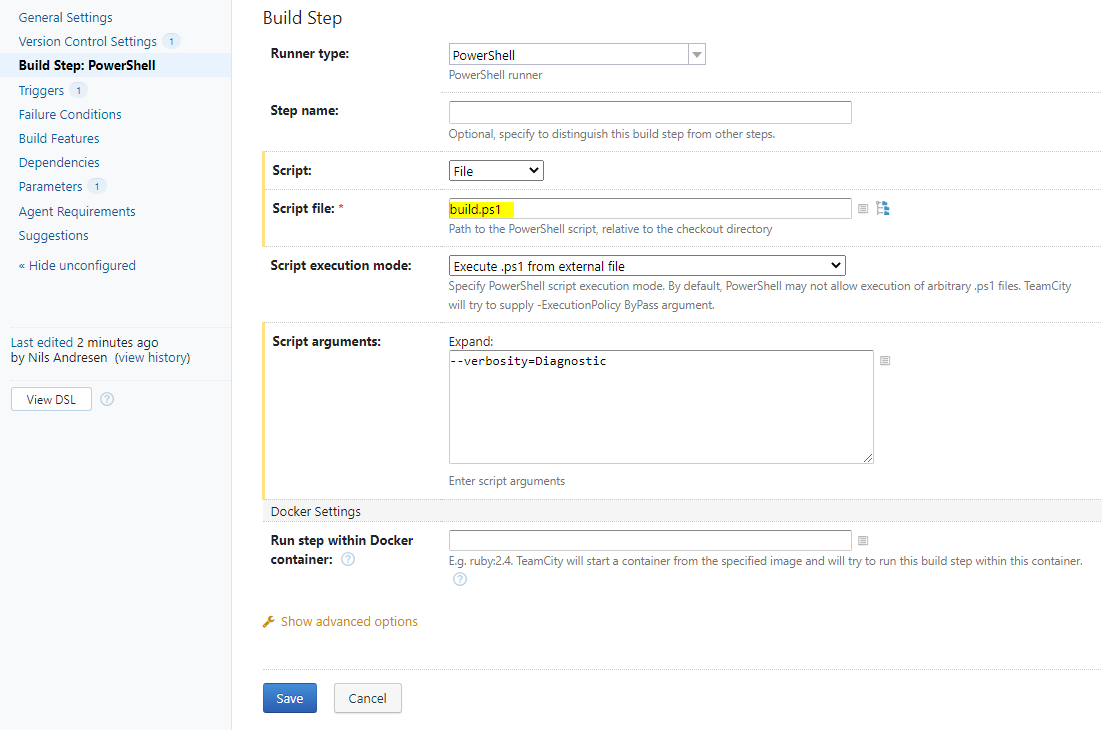 General Settings
Version Control Settings 1
Build Step: PowerShell
Triggers 1
Failure Conditions
Build Features
Dependencies
Parameters 1
Agent Requirements
Suggestions
« Hide unconfigured
Last edited 2 minutes ago
by Nils Andresen (view history)
View DSL ?
Build Step
Runner type: PowerShell
PowerShell runner
Step name:
Optional, specify to distinguish this build step from other steps.
Script: File
Script file: * build.ps1
Path to the PowerShell script, relative to the checkout directory
Script execution mode: Execute .ps1 from external file
Specify PowerShell script execution mode. By default, PowerShell may not allow execution of arbitrary .ps1 files. TeamCity
will try to supply -ExecutionPolicy ByPass argument.
Script arguments: Expand:
--verbosity=Diagnostic
Enter script arguments
Docker Settings
Run step within Docker
container: ?
E.g. ruby:2.4. TeamCity will start a container from the specified image and will try to run this build step within this container.
?
Show advanced options
Save Cancel